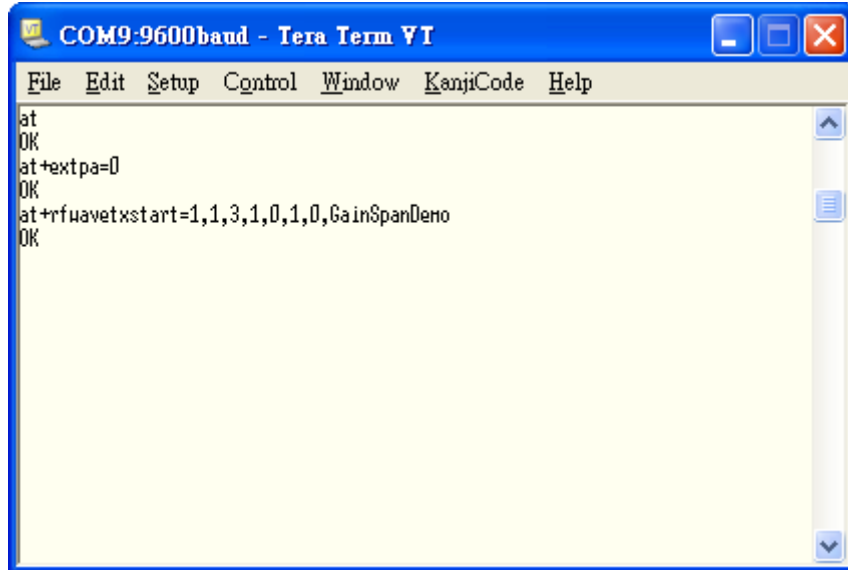 COM9:9600baud - Tera Term VT
File Edit Setup Control Window KanjiCode Help
at
OK
at+extpa=0
OK
at+rfwavetxstart=1,1,3,1,0,1,0,GainSpanDemo
OK